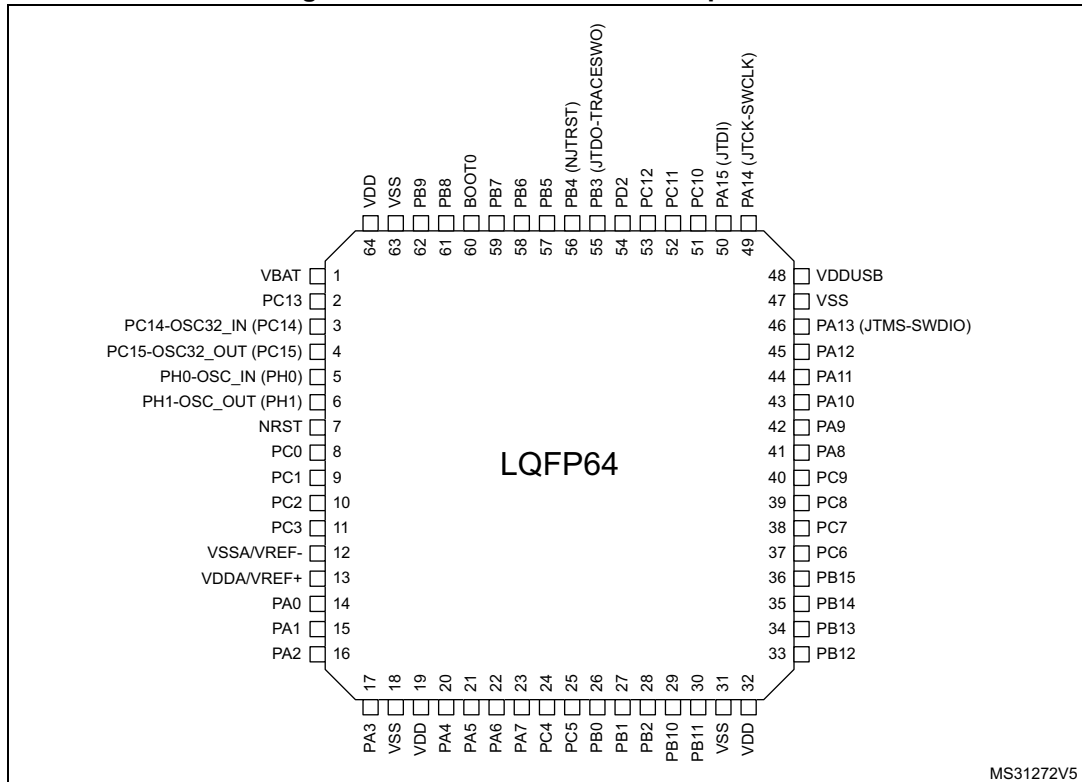 64 VDD
63 VSS
62 PB9
61 PB8
60 BOOT0
59 PB7
58 PB6
57 PB5
56 PB4 (NJTRST)
55 PB3 (JTDO-TRACESWO)
54 PD2
53 PC12
52 PC11
51 PC10
50 PA15 (JTDI)
49 PA14 (JTCK-SWCLK)
VBAT 1
PC13 2
PC14-OSC32_IN (PC14) 3
PC15-OSC32_OUT (PC15) 4
PH0-OSC_IN (PH0) 5
PH1-OSC_OUT (PH1) 6
NRST 7
PC0 8
PC1 9
PC2 10
PC3 11
VSSA/VREF- 12
VDDA/VREF+ 13
PA0 14
PA1 15
PA2 16
LQFP64
48 VDDUSB
47 VSS
46 PA13 (JTMS-SWDIO)
45 PA12
44 PA11
43 PA10
42 PA9
41 PA8
40 PC9
39 PC8
38 PC7
37 PC6
36 PB15
35 PB14
34 PB13
33 PB12
17 PA3
18 VSS
19 VDD
20 PA4
21 PA5
22 PA6
23 PA7
24 PC4
25 PC5
26 PB0
27 PB1
28 PB2
29 PB10
30 PB11
31 VSS
32 VDD
MS31272V5